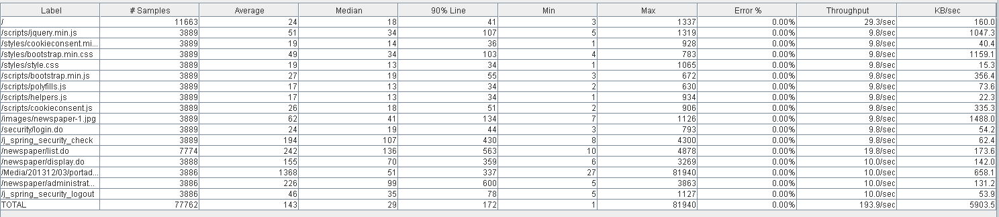 Label # Samples Average Median 90% Line Min Max Error % Throughput KB/sec
/ 11663 24 18 41 3 1337 0.00% 29.3/sec 160.0
/scripts/jquery.min.js 3889 51 34 107 5 1319 0.00% 9.8/sec 1047.3
/styles/cookieconsent.mi... 3889 19 14 36 1 928 0.00% 9.8/sec 40.4
/styles/bootstrap.min.css 3889 49 34 103 4 783 0.00% 9.8/sec 1159.1
/styles/style.css 3889 19 13 34 1 1065 0.00% 9.8/sec 15.3
/scripts/bootstrap.min.js 3889 27 19 55 3 672 0.00% 9.8/sec 356.4
/scripts/polyfills.js 3889 17 13 34 2 630 0.00% 9.8/sec 73.6
/scripts/helpers.js 3889 17 13 34 1 934 0.00% 9.8/sec 22.3
/scripts/cookieconsent.js 3889 26 18 51 2 906 0.00% 9.8/sec 335.3
/images/newspaper-1.jpg 3889 62 41 134 7 1126 0.00% 9.8/sec 1488.0
/security/login.do 3889 24 19 44 3 793 0.00% 9.8/sec 54.2
/j_spring_security_check 3889 194 107 430 8 4300 0.00% 9.8/sec 62.4
/newspaper/list.do 7774 242 136 563 10 4878 0.00% 19.8/sec 173.6
/newspaper/display.do 3888 155 70 359 6 3269 0.00% 10.0/sec 142.0
/Media/201312/03/portad... 3886 1368 51 337 27 81940 0.00% 10.0/sec 658.1
/newspaper/administrat... 3886 226 99 600 5 3863 0.00% 10.0/sec 131.2
/j_spring_security_logout 3886 46 35 78 5 1127 0.00% 10.0/sec 53.9
TOTAL 77762 143 29 172 1 81940 0.00% 193.9/sec 5903.5